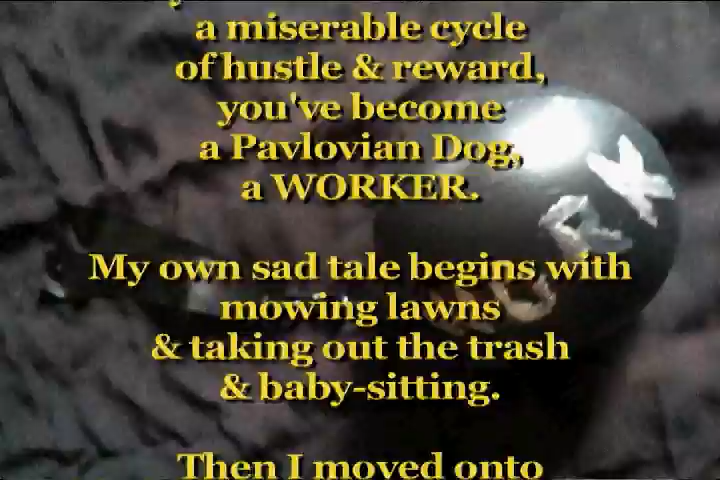 a miserable cycle
of hustle & reward,
you've become
a Pavlovian Dog,
a WORKER.
My own sad tale begins with
mowing lawns
& taking out the trash
& baby-sitting.
Then I moved onto